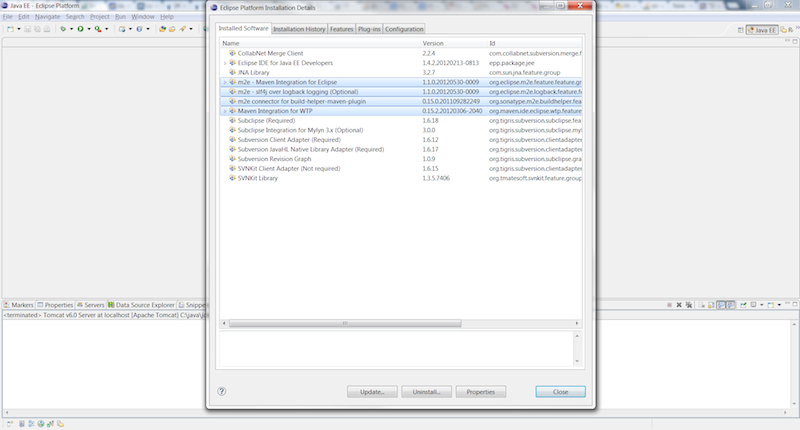 Java EE - Eclipse Platform
File Edit Navigate Search Project Run Window Help
Java EE
Eclipse Platform Installation Details
Installed Software Installation History Features Plug-ins Configuration
Name Version Id
CollabNet Merge Client 2.2.4 com.collabnet.subversion.merge.f
Eclipse IDE for Java EE Developers 1.4.2.20120213-0813 epp.package.jee
JNA Library 3.2.7 com.sun.jna.feature.group
m2e - Maven Integration for Eclipse 1.1.0.20120530-0009 org.eclipse.m2e.feature.feature.gr
m2e - slf4j over logback logging (Optional) 1.1.0.20120530-0009 org.eclipse.m2e.logback.feature.fe
m2e connector for build-helper-maven-plugin 0.15.0.201109282249 org.sonatype.m2e.buildhelper.fea
Maven Integration for WTP 0.15.2.20120306-2040 org.maven.ide.eclipse.wtp.feature
Subclipse (Required) 1.6.18 org.tigris.subversion.subclipse.fea
Subclipse Integration for Mylyn 3.x (Optional) 3.0.0 org.tigris.subversion.subclipse.myl
Subversion Client Adapter (Required) 1.6.12 org.tigris.subversion.clientadapter
Subversion JavaHL Native Library Adapter (Required) 1.6.17 org.tigris.subversion.clientadapter
Subversion Revision Graph 1.0.9 org.tigris.subversion.subclipse.gra
SVNKit Client Adapter (Not required) 1.6.15 org.tigris.subversion.clientadapter
SVNKit Library 1.3.5.7406 org.tmatesoft.svnkit.feature.group
Markers Properties Servers Data Source Explorer Snippe
<terminated> Tomcat v6.0 Server at localhost [Apache Tomcat] C:\java\
Update... Uninstall... Properties Close